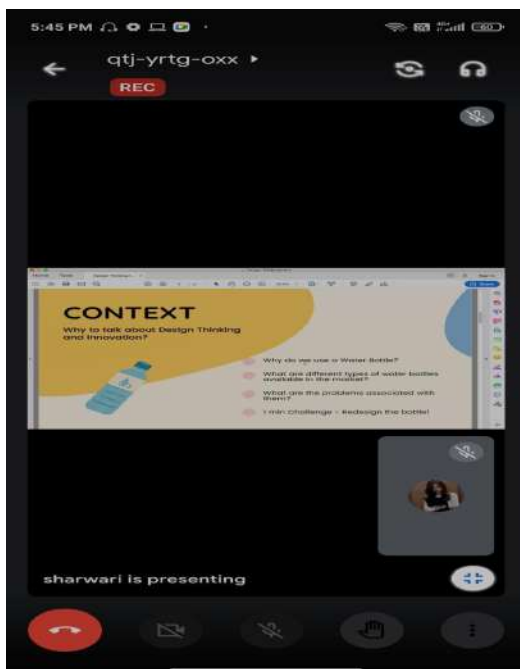 5:45 PM
60
qtj-yrtg-oxx
REC
CONTEXT
Why to talk about Design Thinking
and Innovation?
Why do we use a Water Bottle?
What are different types of water bottles
available in the market?
What are the problems associated with
them?
1 min Challenge - Redesign the bottle!
sharwari is presenting